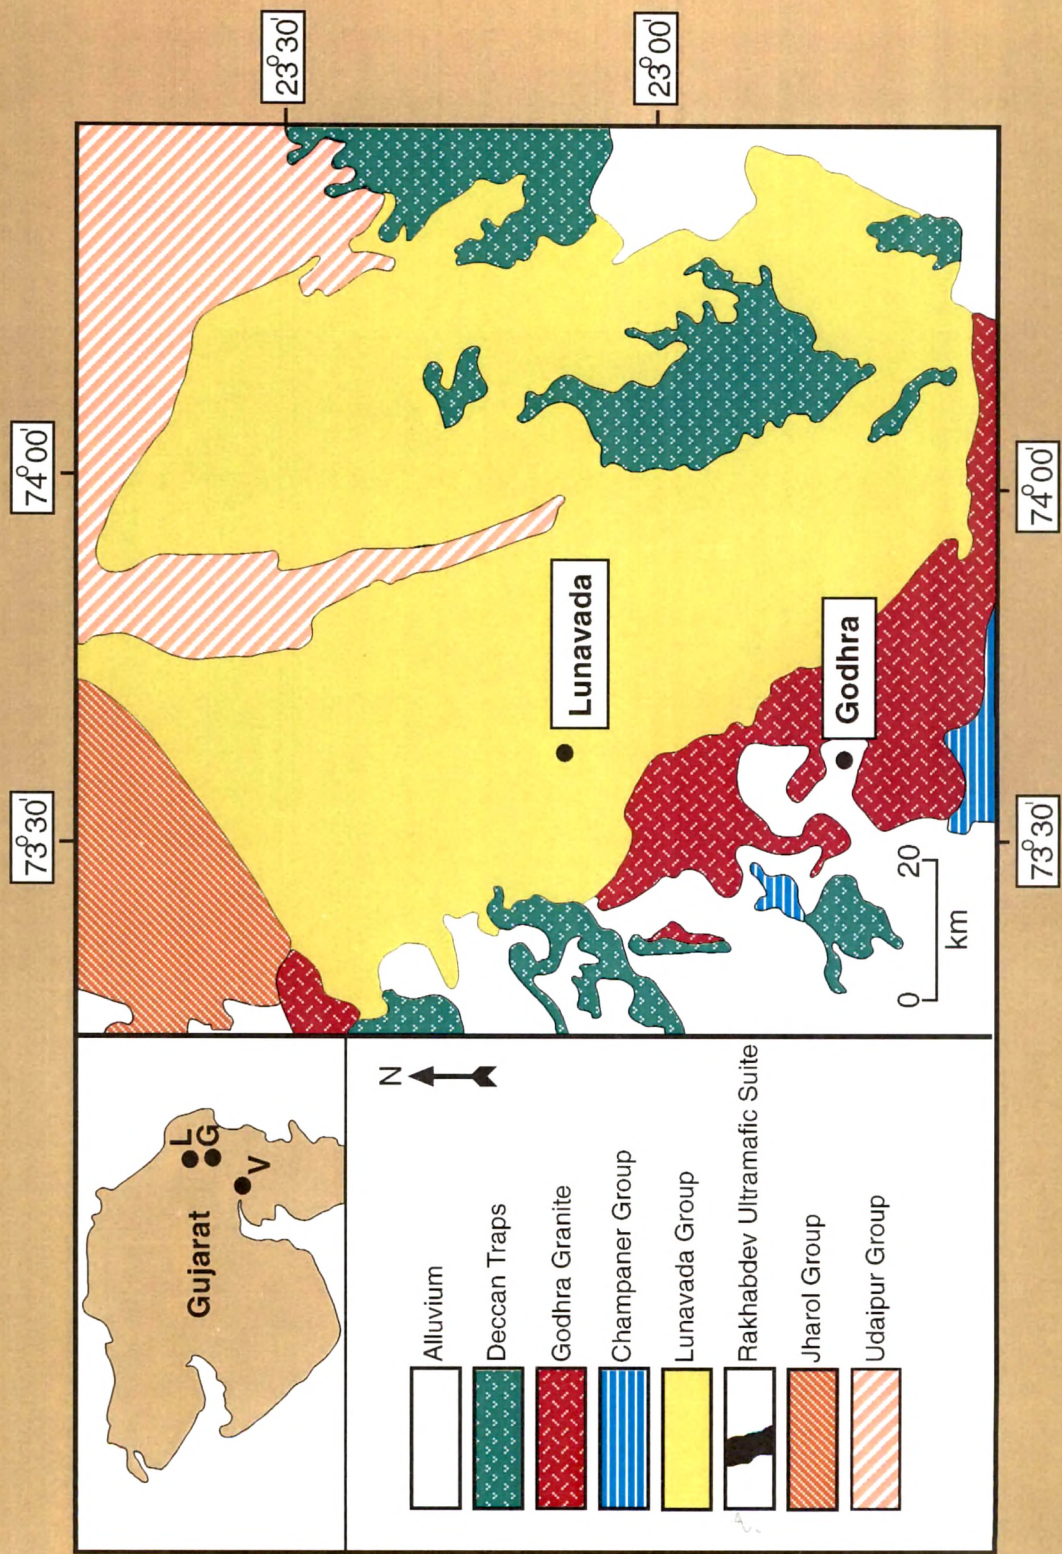 73°30'
74°00'
23°30'
23°00'
Gujarat
L
G
V
N
Alluvium
Deccan Traps
Godhra Granite
Champaner Group
Lunavada Group
Rakhabdev Ultramafic Suite
Jharol Group
Udaipur Group
Lunavada
Godhra
0 20
km
73°30'
74°00'